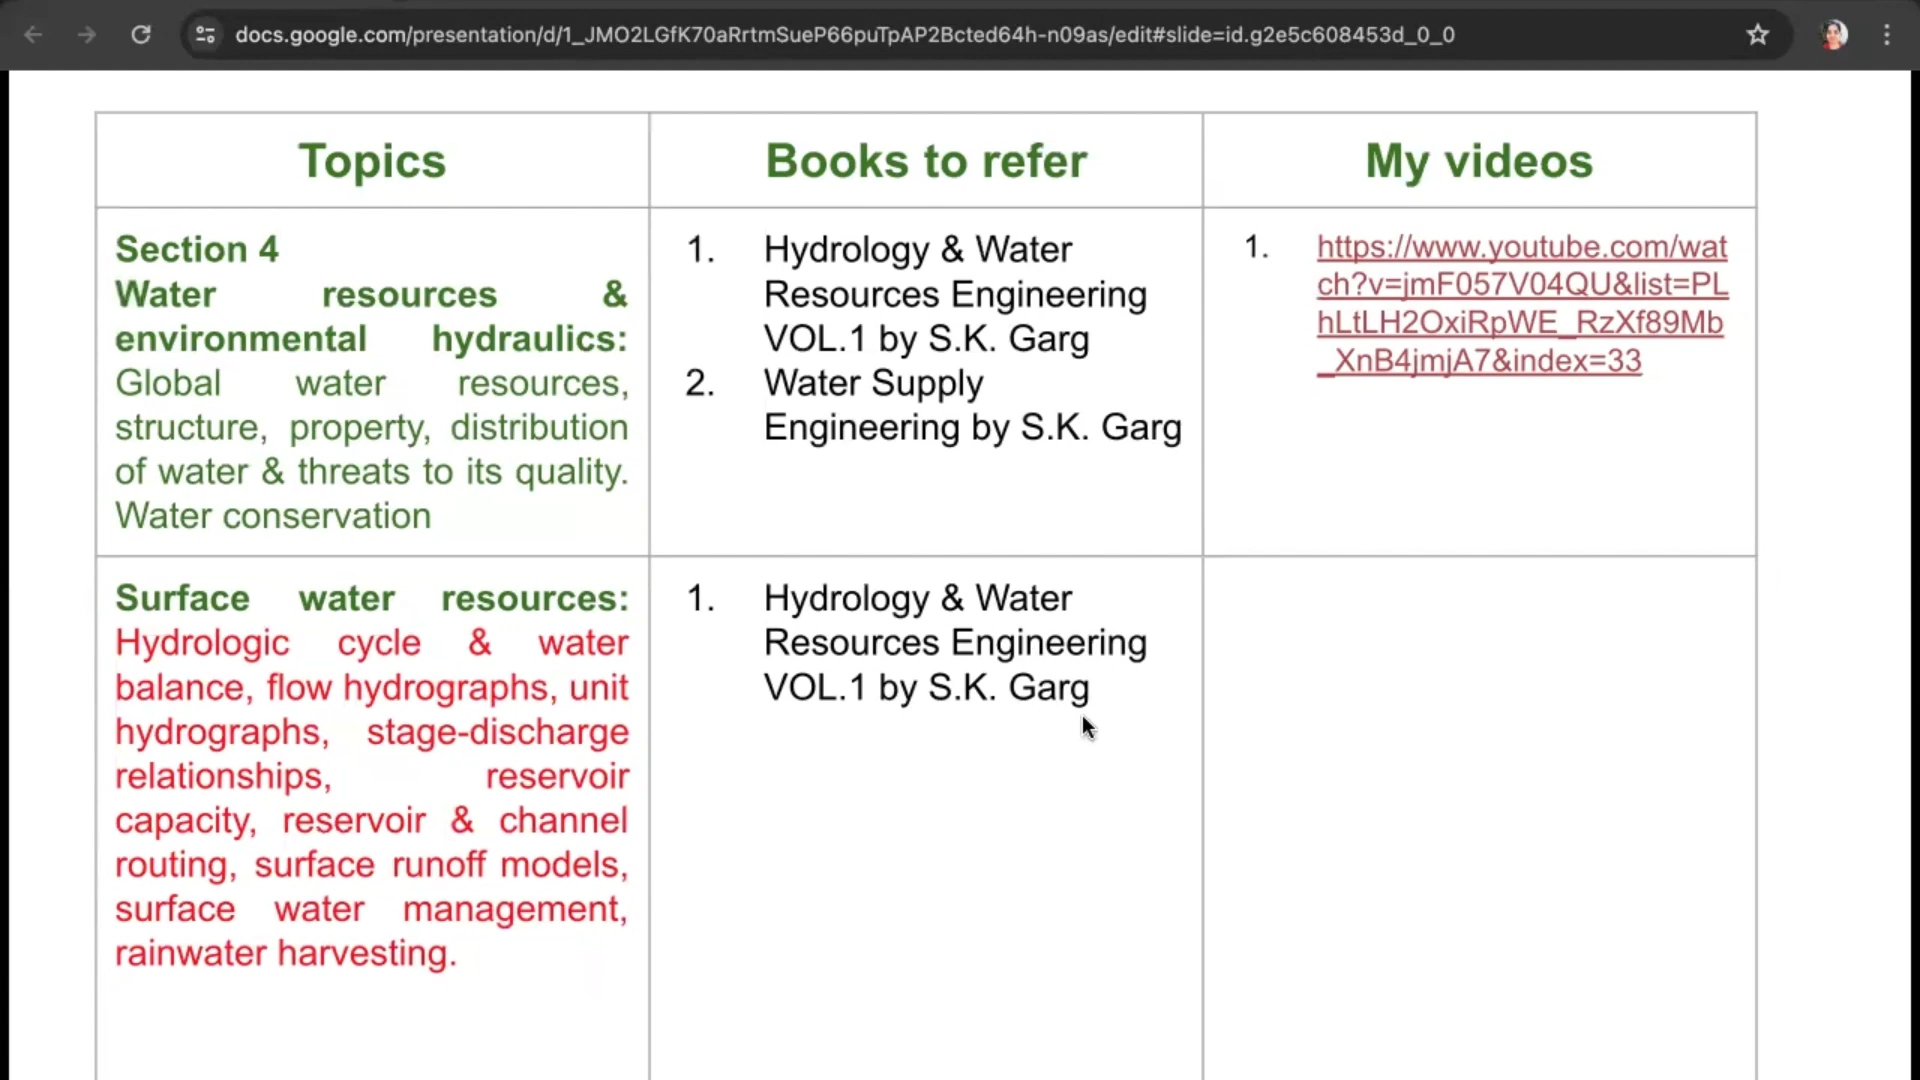 docs.google.com/presentation/d/1_JMO2LGfK70aRrtmSueP66puTpAP2Bcted64h-n09as/edit#slide=id.g2e5c608453d_0_0
Topics
Books to refer
My videos
Section 4
Water resources &
environmental hydraulics:
Global water resources,
structure, property, distribution
of water & threats to its quality.
Water conservation
1. Hydrology & Water
Resources Engineering
VOL.1 by S.K. Garg
2. Water Supply
Engineering by S.K. Garg
1. https://www.youtube.com/wat
ch?v=jmF057V04QU&list=PL
hLtLH2OxiRpWE_RzXf89Mb
_XnB4jmjA7&index=33
Surface water resources:
Hydrologic cycle & water
balance, flow hydrographs, unit
hydrographs, stage-discharge
relationships, reservoir
capacity, reservoir & channel
routing, surface runoff models,
surface water management,
rainwater harvesting.
1. Hydrology & Water
Resources Engineering
VOL.1 by S.K. Garg